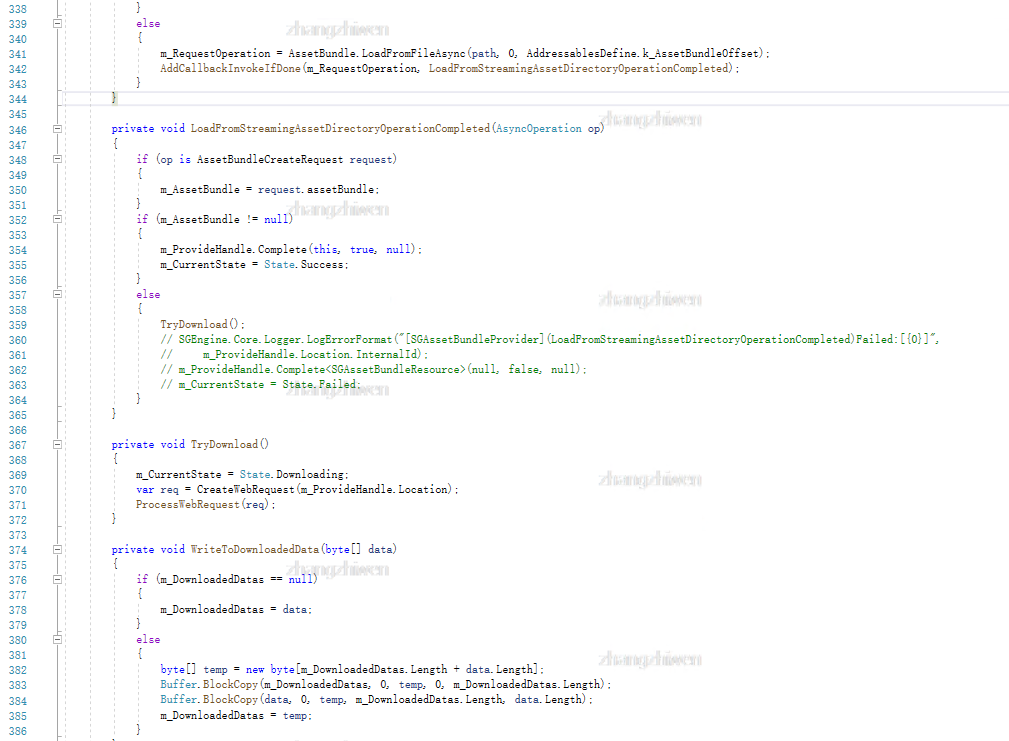 338 }
339 else
340 {
341 m_RequestOperation = AssetBundle.LoadFromFileAsync(path, 0, AddressablesDefine.k_AssetBundleOffset);
342 AddCallbackInvokeIfDone(m_RequestOperation, LoadFromStreamingAssetDirectoryOperationCompleted);
343 }
344 }
345
346 private void LoadFromStreamingAssetDirectoryOperationCompleted(AsyncOperation op)
347 {
348 if (op is AssetBundleCreateRequest request)
349 {
350 m_AssetBundle = request.assetBundle;
351 }
352 if (m_AssetBundle != null)
353 {
354 m_ProvideHandle.Complete(this, true, null);
355 m_CurrentState = State.Success;
356 }
357 else
358 {
359 TryDownload();
360 // SGEngine.Core.Logger.LogErrorFormat("[SGAssetBundleProvider](LoadFromStreamingAssetDirectoryOperationCompleted)Failed:[{0}]",
361 // m_ProvideHandle.Location.InternalId);
362 // m_ProvideHandle.Complete<SGAssetBundleResource>(null, false, null);
363 // m_CurrentState = State.Failed;
364 }
365 }
366
367 private void TryDownload()
368 {
369 m_CurrentState = State.Downloading;
370 var req = CreateWebRequest(m_ProvideHandle.Location);
371 ProcessWebRequest(req);
372 }
373
374 private void WriteToDownloadedData(byte[] data)
375 {
376 if (m_DownloadedDatas == null)
377 {
378 m_DownloadedDatas = data;
379 }
380 else
381 {
382 byte[] temp = new byte[m_DownloadedDatas.Length + data.Length];
383 Buffer.BlockCopy(m_DownloadedDatas, 0, temp, 0, m_DownloadedDatas.Length);
384 Buffer.BlockCopy(data, 0, temp, m_DownloadedDatas.Length, data.Length);
385 m_DownloadedDatas = temp;
386 }
zhangzhiwen
zhangzhiwen
zhangzhiwen
zhangzhiwen
zhangzhiwen
zhangzhiwen
zhangzhiwen
zhangzhiwen